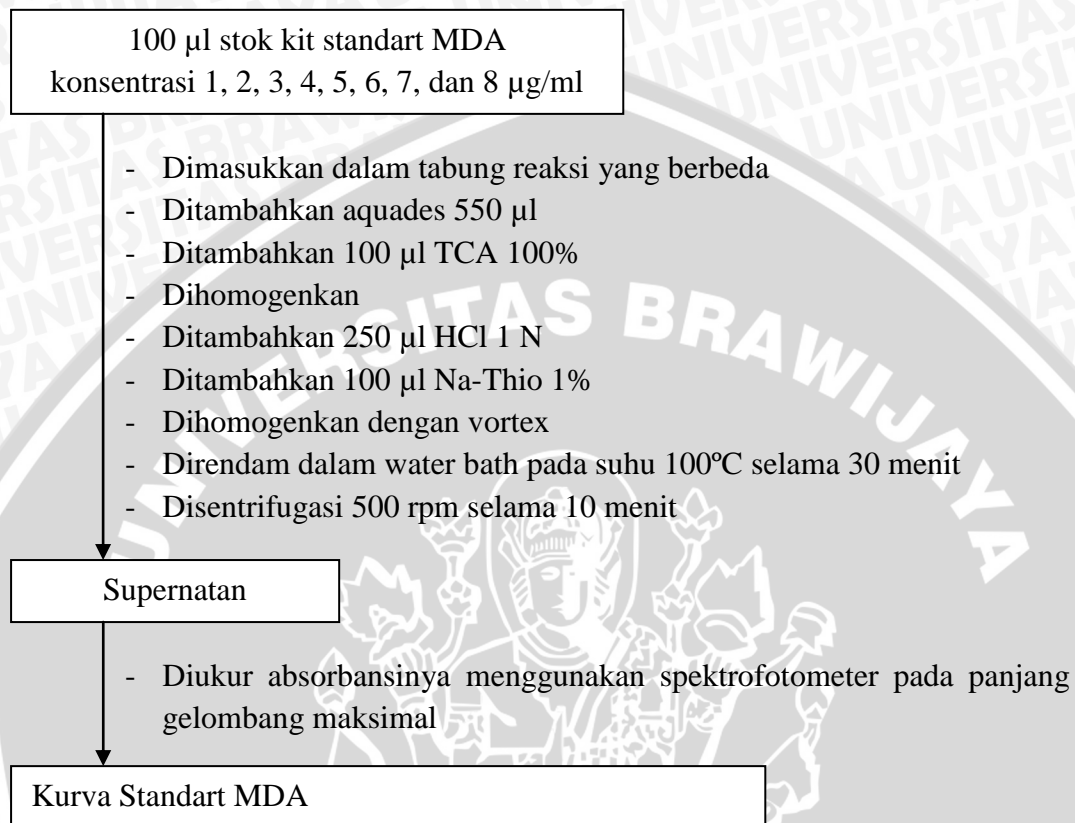 100 µl stok kit standart MDA
konsentrasi 1, 2, 3, 4, 5, 6, 7, dan 8 µg/ml
- Dimasukkan dalam tabung reaksi yang berbeda
- Ditambahkan aquades 550 µl
- Ditambahkan 100 µl TCA 100%
- Dihomogenkan
- Ditambahkan 250 µl HCl 1 N
- Ditambahkan 100 µl Na-Thio 1%
- Dihomogenkan dengan vortex
- Direndam dalam water bath pada suhu 100ºC selama 30 menit
- Disentrifugasi 500 rpm selama 10 menit
Supernatan
- Diukur absorbansinya menggunakan spektrofotometer pada panjang
gelombang maksimal
Kurva Standart MDA
UNIVERSITAS BRAWIJAYA